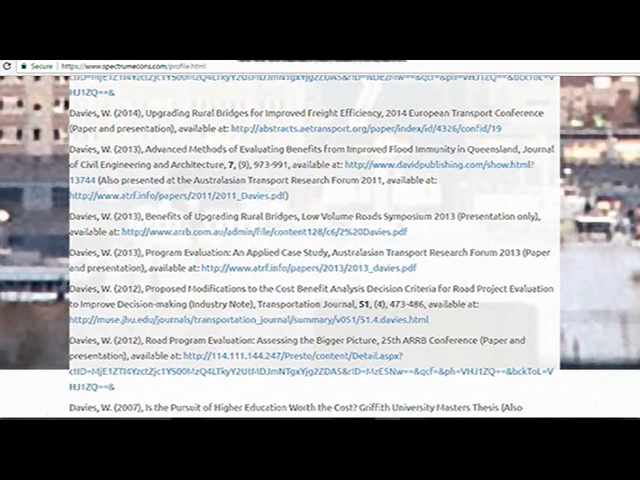 Secure https://www.spectrumecons.com/profile.html
HJ1ZQ==&
Davies, W. (2014), Upgrading Rural Bridges for Improved Freight Efficiency, 2014 European Transport Conference
(Paper and presentation), available at: http://abstracts.aetransport.org/paper/index/id/4326/confid/19
Davies, W. (2013), Advanced Methods of Evaluating Benefits from Improved Flood Immunity in Queensland, Journal
of Civil Engineering and Architecture, 7, (9), 973-991, available at: http://www.davidpublishing.com/show.html?
13744 (Also presented at the Australasian Transport Research Forum 2011, available at:
http://www.atrf.info/papers/2011/2011_Davies.pdf)
Davies, W. (2013), Benefits of Upgrading Rural Bridges, Low Volume Roads Symposium 2013 (Presentation only),
available at: http://www.arrb.com.au/admin/file/content128/c6/2%20Davies.pdf
Davies, W. (2013), Program Evaluation: An Applied Case Study, Australasian Transport Research Forum 2013 (Paper
and presentation), available at: http://www.atrf.info/papers/2013/2013_davies.pdf
Davies, W. (2012), Proposed Modifications to the Cost Benefit Analysis Decision Criteria for Road Project Evaluation
to Improve Decision-making (Industry Note), Transportation Journal, 51, (4), 473-486, available at:
http://muse.jhu.edu/journals/transportation_journal/summary/v051/51.4.davies.html
Davies, W. (2012), Road Program Evaluation: Assessing the Bigger Picture, 25th ARRB Conference (Paper and
presentation), available at: http://114.111.144.247/Presto/content/Detail.aspx?
HJ1ZQ==&
Davies, W. (2007), Is the Pursuit of Higher Education Worth the Cost? Griffith University Masters Thesis (Also